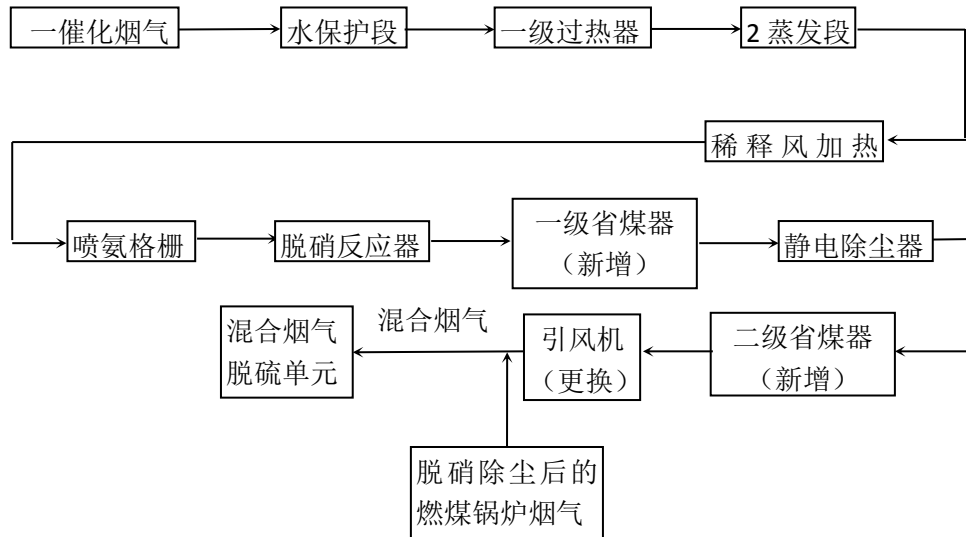 一催化烟气
水保护段
一级过热器
2 蒸发段
稀释风加热
喷氨格栅
脱硝反应器
一级省煤器
（新增）
静电除尘器
混合烟气
脱硫单元
混合烟气
引风机
（更换）
二级省煤器
（新增）
脱硝除尘后的
燃煤锅炉烟气